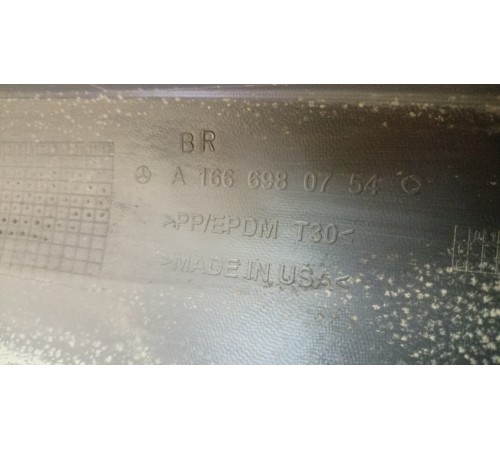 BR
A 166 698 07 54
>PP/EPDM T30<
>MADE IN USA<